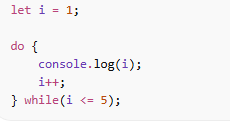 let i = 1;
do {
    console.log(i);
    i++;
} while(i <= 5);